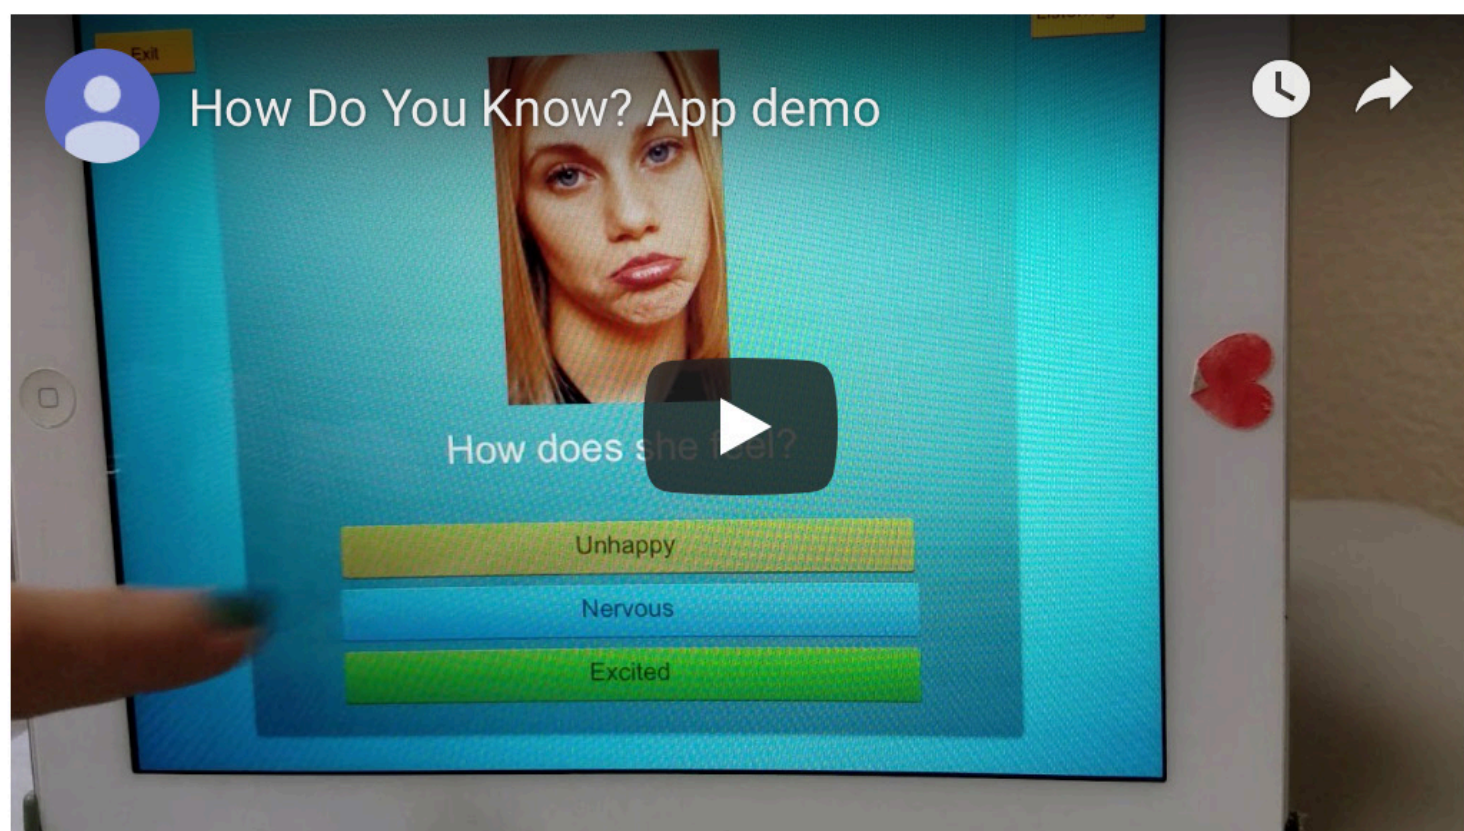 Exit
How Do You Know? App demo
How does she feel?
Unhappy
Nervous
Excited